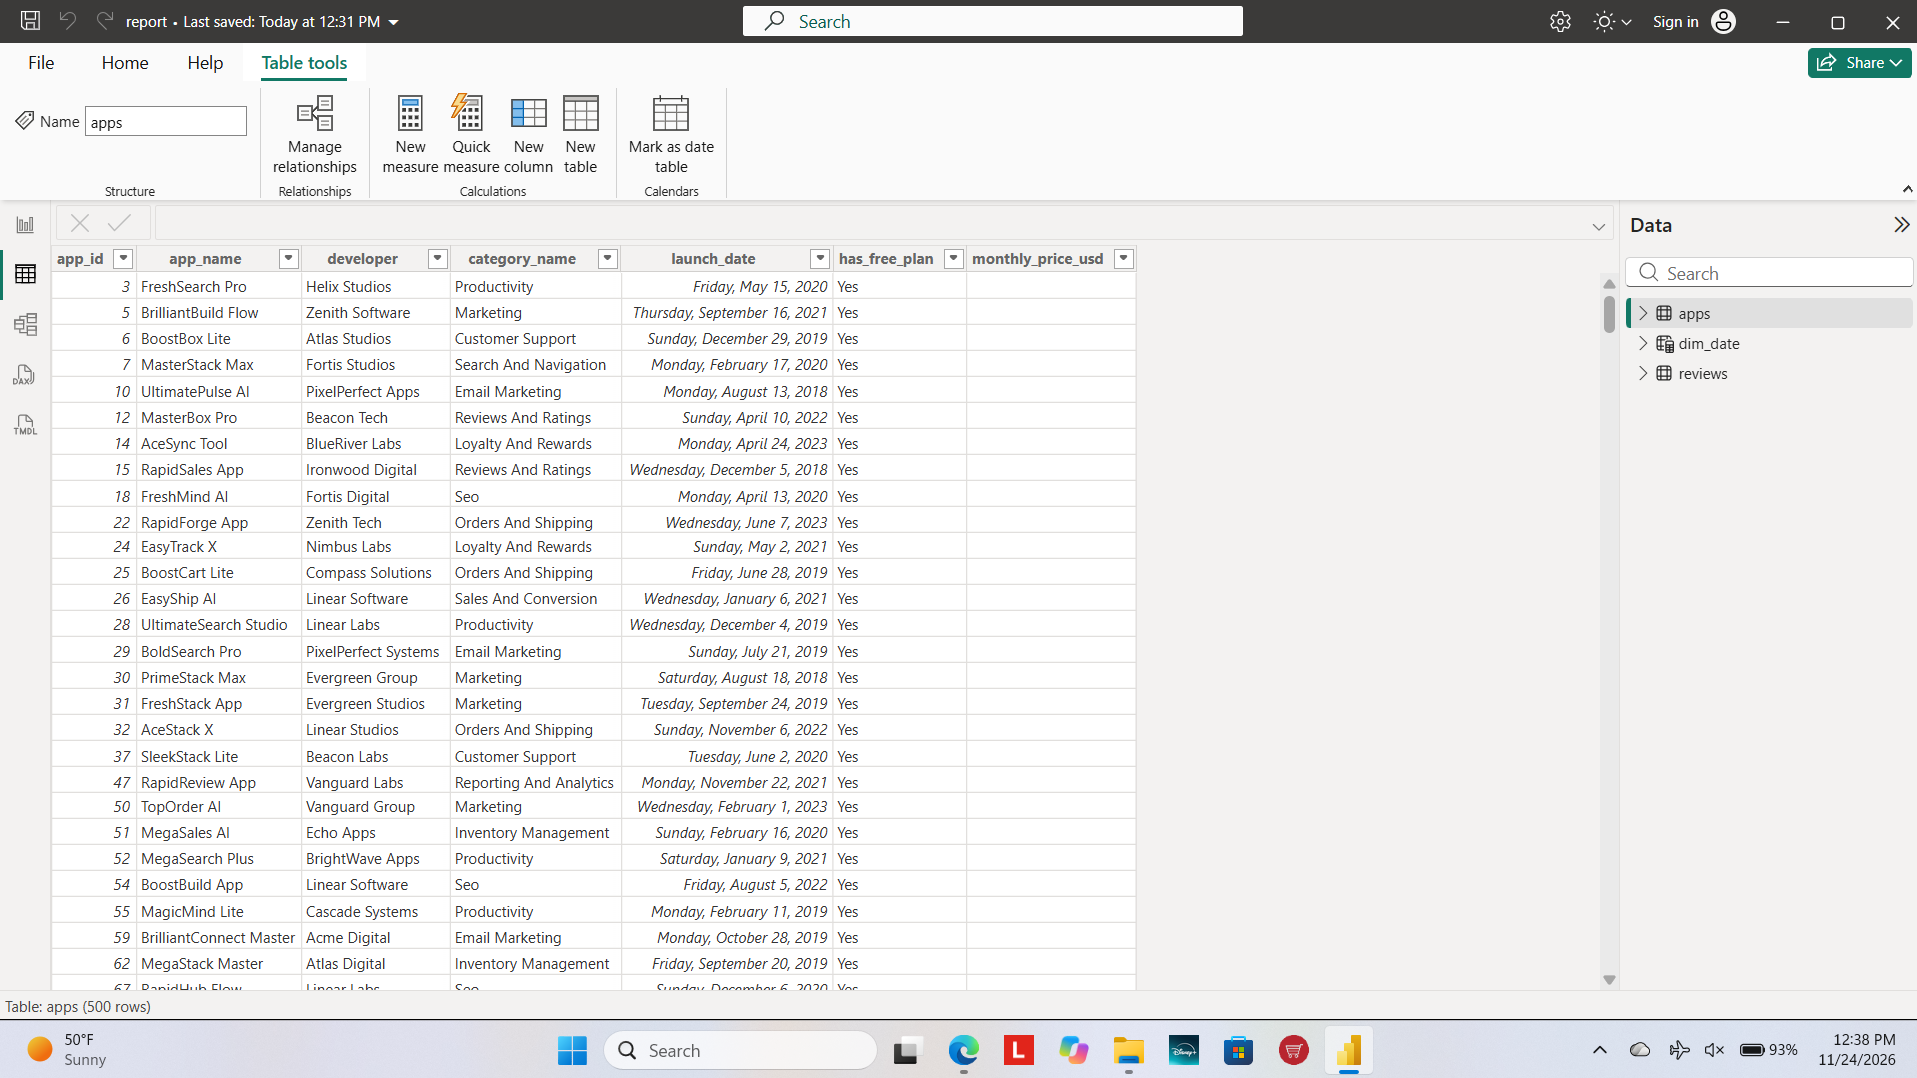 report • Last saved: Today at 12:31 PM
Search
Sign in
File Home Help Table tools
Share
Name apps
Structure
Manage relationships
Relationships
New measure
Quick measure
New column
New table
Calculations
Mark as date table
Calendars
app_id app_name developer category_name launch_date has_free_plan monthly_price_usd
3 FreshSearch Pro Helix Studios Productivity Friday, May 15, 2020 Yes
5 BrilliantBuild Flow Zenith Software Marketing Thursday, September 16, 2021 Yes
6 BoostBox Lite Atlas Studios Customer Support Sunday, December 29, 2019 Yes
7 MasterStack Max Fortis Studios Search And Navigation Monday, February 17, 2020 Yes
10 UltimatePulse AI PixelPerfect Apps Email Marketing Monday, August 13, 2018 Yes
12 MasterBox Pro Beacon Tech Reviews And Ratings Sunday, April 10, 2022 Yes
14 AceSync Tool BlueRiver Labs Loyalty And Rewards Monday, April 24, 2023 Yes
15 RapidSales App Ironwood Digital Reviews And Ratings Wednesday, December 5, 2018 Yes
18 FreshMind AI Fortis Digital Seo Monday, April 13, 2020 Yes
22 RapidForge App Zenith Tech Orders And Shipping Wednesday, June 7, 2023 Yes
24 EasyTrack X Nimbus Labs Loyalty And Rewards Sunday, May 2, 2021 Yes
25 BoostCart Lite Compass Solutions Orders And Shipping Friday, June 28, 2019 Yes
26 EasyShip AI Linear Software Sales And Conversion Wednesday, January 6, 2021 Yes
28 UltimateSearch Studio Linear Labs Productivity Wednesday, December 4, 2019 Yes
29 BoldSearch Pro PixelPerfect Systems Email Marketing Sunday, July 21, 2019 Yes
30 PrimeStack Max Evergreen Group Marketing Saturday, August 18, 2018 Yes
31 FreshStack App Evergreen Studios Marketing Tuesday, September 24, 2019 Yes
32 AceStack X Linear Studios Orders And Shipping Sunday, November 6, 2022 Yes
37 SleekStack Lite Beacon Labs Customer Support Tuesday, June 2, 2020 Yes
47 RapidReview App Vanguard Labs Reporting And Analytics Monday, November 22, 2021 Yes
50 TopOrder AI Vanguard Group Marketing Wednesday, February 1, 2023 Yes
51 MegaSales AI Echo Apps Inventory Management Sunday, February 16, 2020 Yes
52 MegaSearch Plus BrightWave Apps Productivity Saturday, January 9, 2021 Yes
54 BoostBuild App Linear Software Seo Friday, August 5, 2022 Yes
55 MagicMind Lite Cascade Systems Productivity Monday, February 11, 2019 Yes
59 BrilliantConnect Master Acme Digital Email Marketing Monday, October 28, 2019 Yes
62 MegaStack Master Atlas Digital Inventory Management Friday, September 20, 2019 Yes
67 RapidHub Flow Linear Labs Seo Sunday, December 6, 2020 Yes
Data
Search
apps
dim_date
reviews
DAX
TMDL
Table: apps (500 rows)
50°F
Sunny
Search
L
Disney+
93%
12:38 PM
11/24/2026